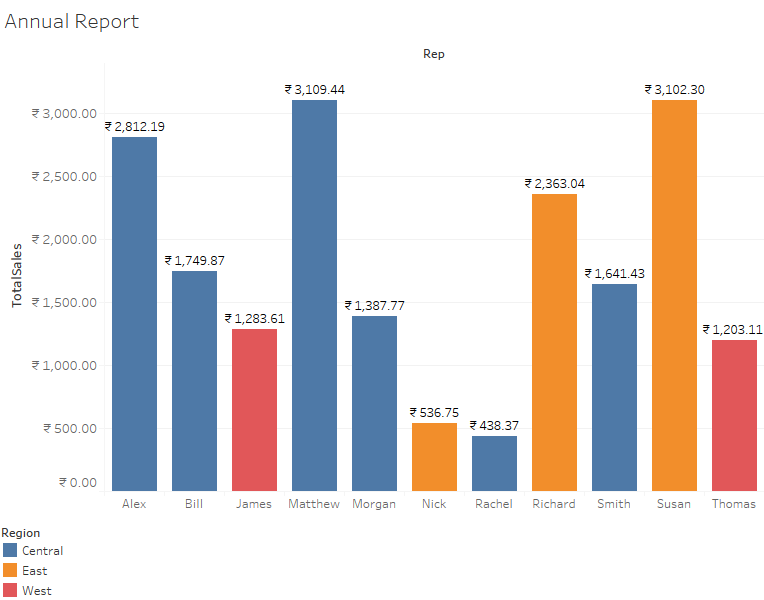 Annual Report
Rep
₹ 3,109.44
₹ 3,102.30
₹ 3,000.00
₹ 2,812.19
₹ 2,500.00
₹ 2,363.04
₹ 2,000.00
₹ 1,749.87
₹ 1,641.43
TotalSales
₹ 1,500.00
₹ 1,387.77
₹ 1,283.61
₹ 1,203.11
₹ 1,000.00
₹ 536.75
₹ 500.00
₹ 438.37
₹ 0.00
Alex Bill James Matthew Morgan Nick Rachel Richard Smith Susan Thomas
Region
Central
East
West